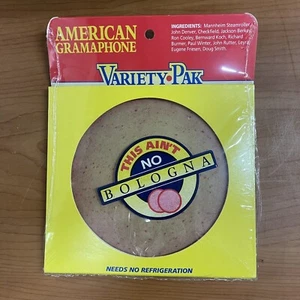 AMERICAN
GRAMAPHONE
INGREDIENTS: Mannheim Steamroller,
John Denver, Checkfield, Jackson Berkey,
Ron Cooley, Bernward Koch, Richard
Burmer, Paul Winter, John Rutter,
Eugene Friesen, Doug Smith.
VARIETY PAK
THIS AIN'T
NO
BOLOGNA
NEEDS NO REFRIGERATION